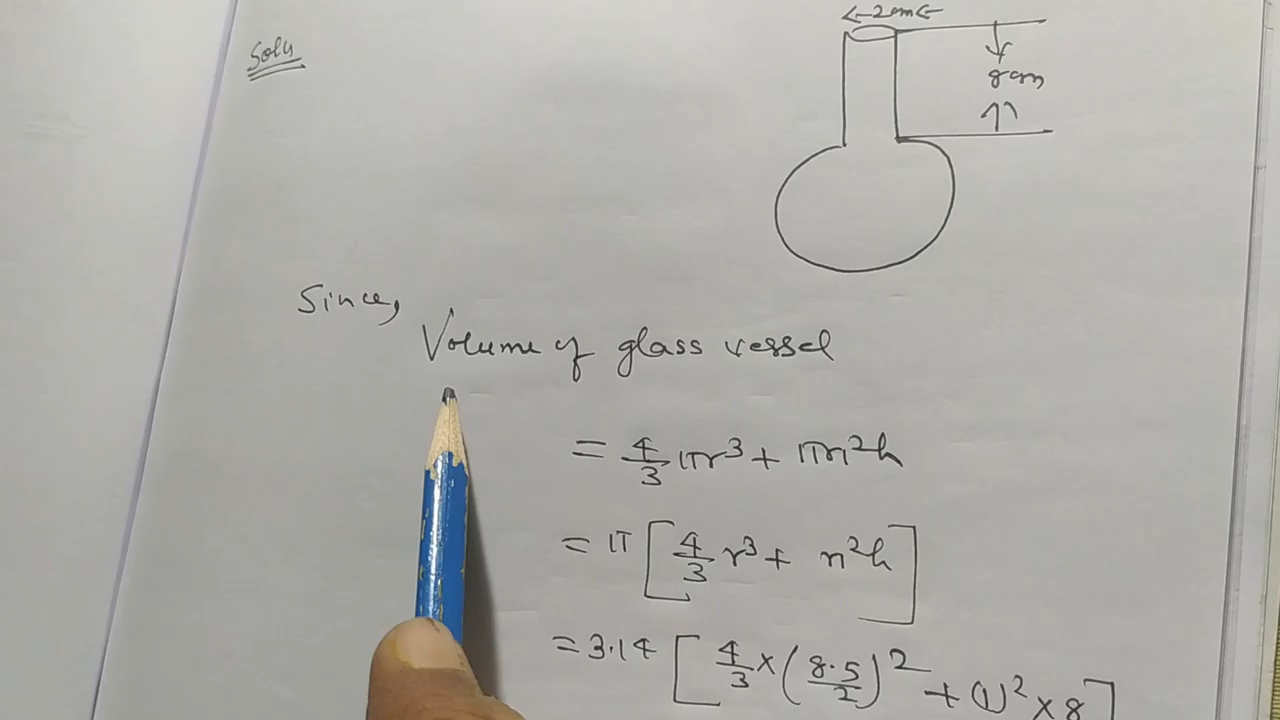 ←2cm←
Soln
8cm
Since,
Volume of glass vessel
= 4/3 πr³ + πr²h
= π [ 4/3 r³ + r²h ]
= 3.14 [ 4/3 × (8.5/2)² + (1)² × 8 ]